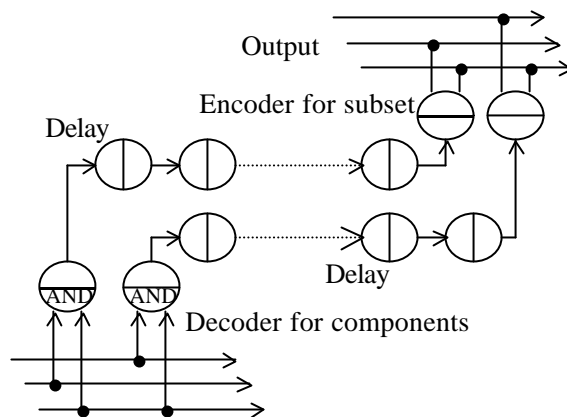 Output
Encoder for subset
Delay
Delay
AND
AND
Decoder for components